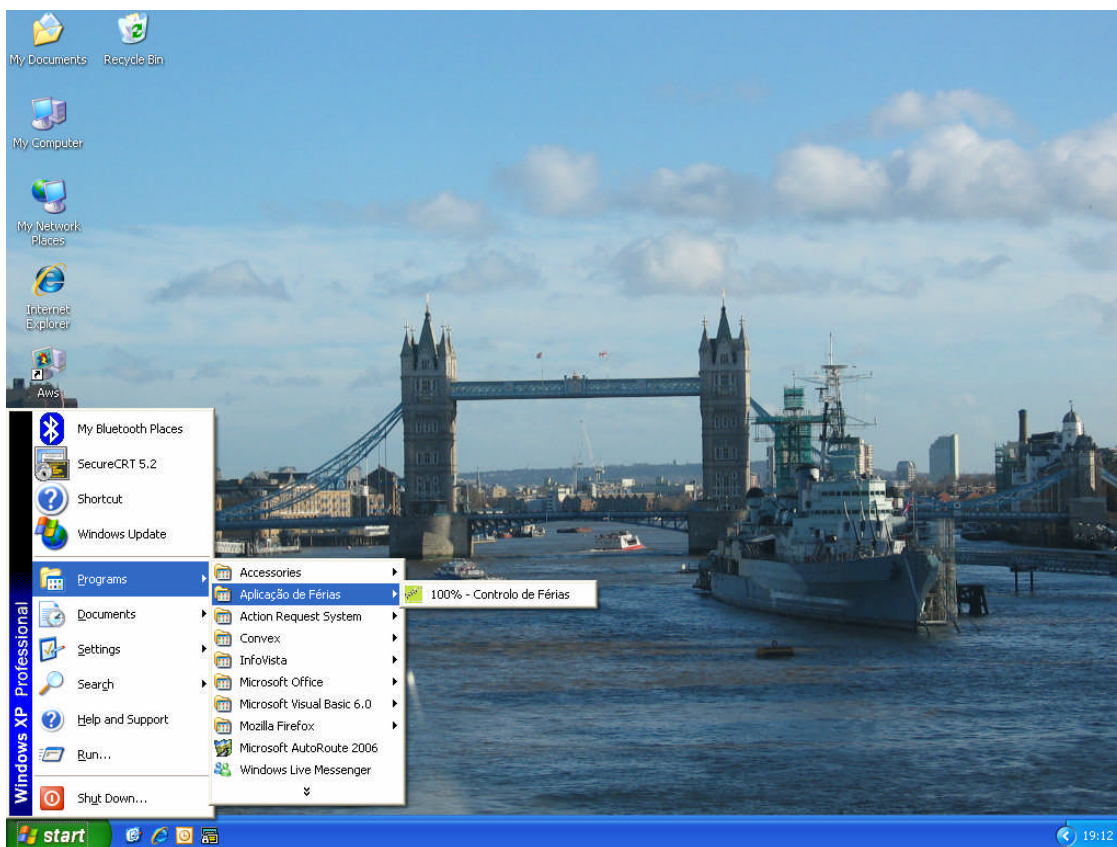 My Documents
Recycle Bin
My Computer
My Network
Places
Internet
Explorer
Aws
My Bluetooth Places
SecureCRT 5.2
Shortcut
Windows Update
Programs
Documents
Settings
Search
Help and Support
Run...
Shut Down...
Windows XP Professional
Accessories
Aplicação de Férias
Action Request System
Convex
InfoVista
Microsoft Office
Microsoft Visual Basic 6.0
Mozilla Firefox
Microsoft AutoRoute 2006
Windows Live Messenger
100% - Controlo de Férias
start
19:12